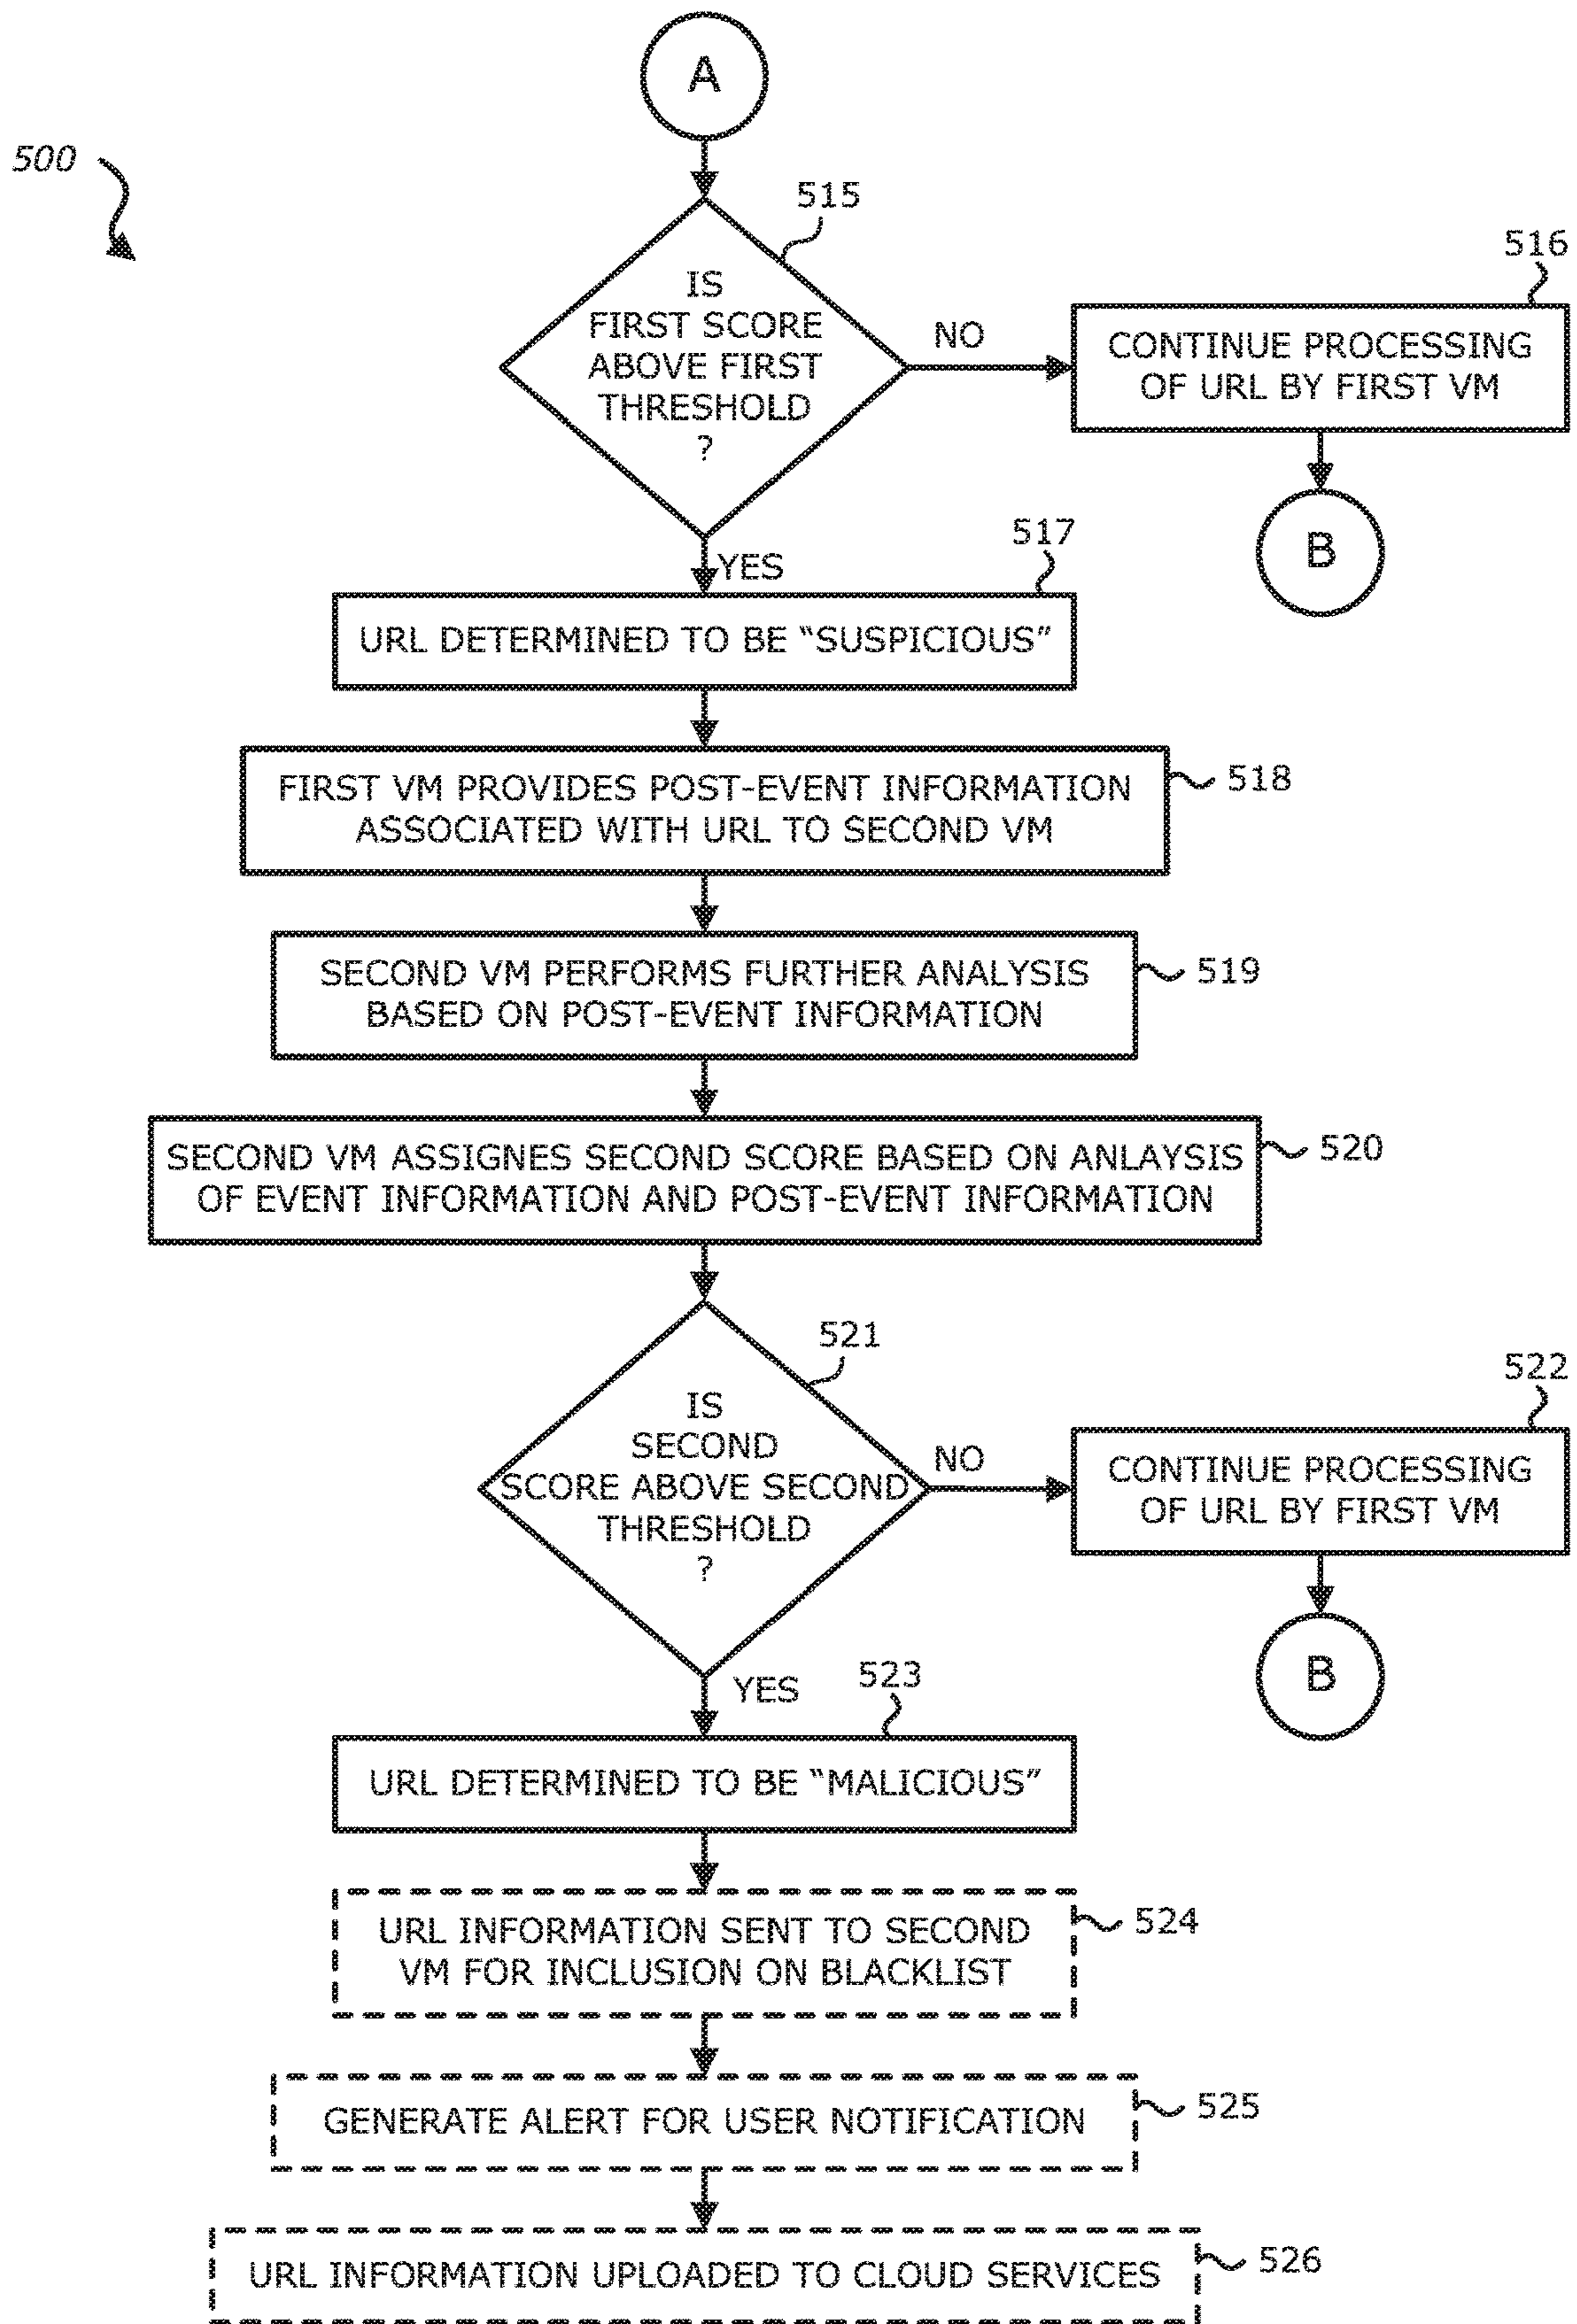 A
500
515
IS
FIRST SCORE
ABOVE FIRST
THRESHOLD
?
NO
516
CONTINUE PROCESSING
OF URL BY FIRST VM
B
YES
517
URL DETERMINED TO BE “SUSPICIOUS”
FIRST VM PROVIDES POST-EVENT INFORMATION
ASSOCIATED WITH URL TO SECOND VM
518
SECOND VM PERFORMS FURTHER ANALYSIS
BASED ON POST-EVENT INFORMATION
519
SECOND VM ASSIGNES SECOND SCORE BASED ON ANLAYSIS
OF EVENT INFORMATION AND POST-EVENT INFORMATION
520
521
IS
SECOND
SCORE ABOVE SECOND
THRESHOLD
?
NO
522
CONTINUE PROCESSING
OF URL BY FIRST VM
B
YES
523
URL DETERMINED TO BE “MALICIOUS”
URL INFORMATION SENT TO SECOND
VM FOR INCLUSION ON BLACKLIST
524
GENERATE ALERT FOR USER NOTIFICATION
525
URL INFORMATION UPLOADED TO CLOUD SERVICES
526